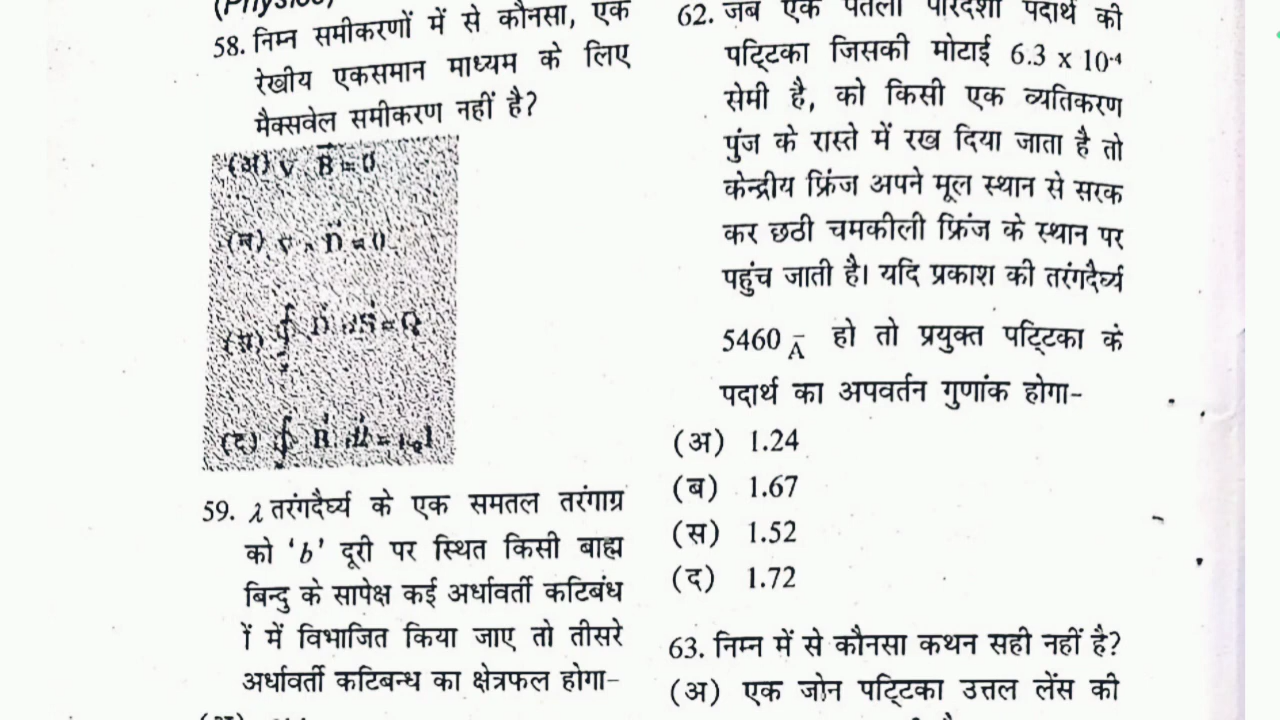 (Physics)
58. निम्न समीकरणों में से कौनसा, एक
रेखीय एकसमान माध्यम के लिए
मैक्सवेल समीकरण नहीं है?
(अ) ∇ . B = 0
(ब) D = 0
(स) ∮ D . dS = Q
(द) ∮ B . dl = μ₀I
59. λ तरंगदैर्घ्य के एक समतल तरंगाग्र
को 'b' दूरी पर स्थित किसी बाह्म
बिन्दु के सापेक्ष कई अर्धावर्ती कटिबंध
ों में विभाजित किया जाए तो तीसरे
अर्धावर्ती कटिबन्ध का क्षेत्रफल होगा-
62. जब एक पतली पारदर्शी पदार्थ की
पट्टिका जिसकी मोटाई 6.3 x 10⁻⁴
सेमी है, को किसी एक व्यतिकरण
पुंज के रास्ते में रख दिया जाता है तो
केन्द्रीय फ्रिंज अपने मूल स्थान से सरक
कर छठी चमकीली फ्रिंज के स्थान पर
पहुंच जाती है। यदि प्रकाश की तरंगदैर्घ्य
5460 Ā हो तो प्रयुक्त पट्टिका के
पदार्थ का अपवर्तन गुणांक होगा-
(अ) 1.24
(ब) 1.67
(स) 1.52
(द) 1.72
63. निम्न में से कौनसा कथन सही नहीं है?
(अ) एक जोन पट्टिका उत्तल लेंस की